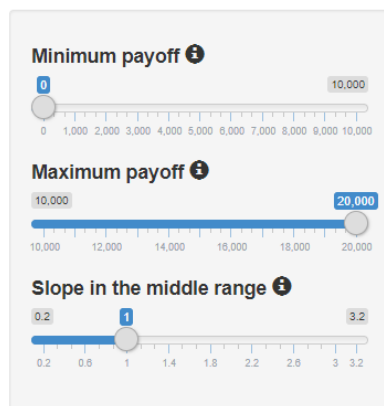 Minimum payoff
0 10,000
0 1,000 2,000 3,000 4,000 5,000 6,000 7,000 8,000 9,000 10,000
Maximum payoff
10,000 20,000
10,000 12,000 14,000 16,000 18,000 20,000
Slope in the middle range
0.2 1 3.2
0.2 0.6 1 1.4 1.8 2.2 2.6 3 3.2